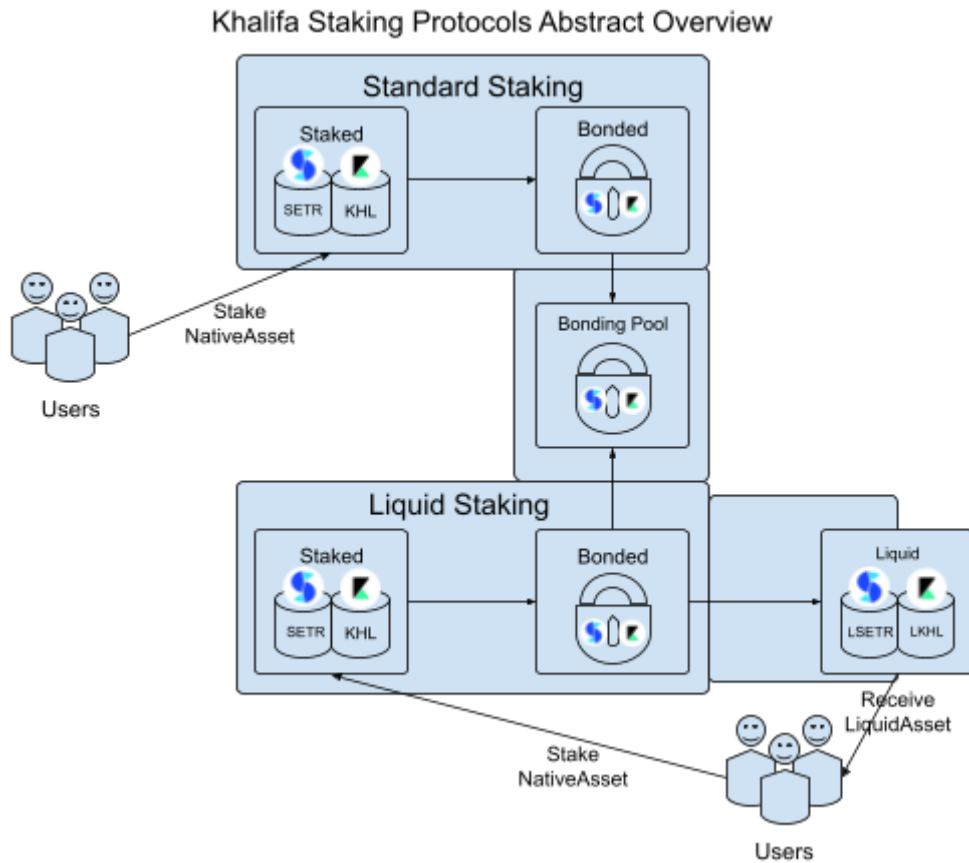 Khalifa Staking Protocols Abstract Overview
Standard Staking
Staked
SETR
KHL
Bonded
Stake
NativeAsset
Users
Bonding Pool
Liquid Staking
Staked
SETR
KHL
Bonded
Liquid
LSETR
LKHL
Receive
LiquidAsset
Stake
NativeAsset
Users